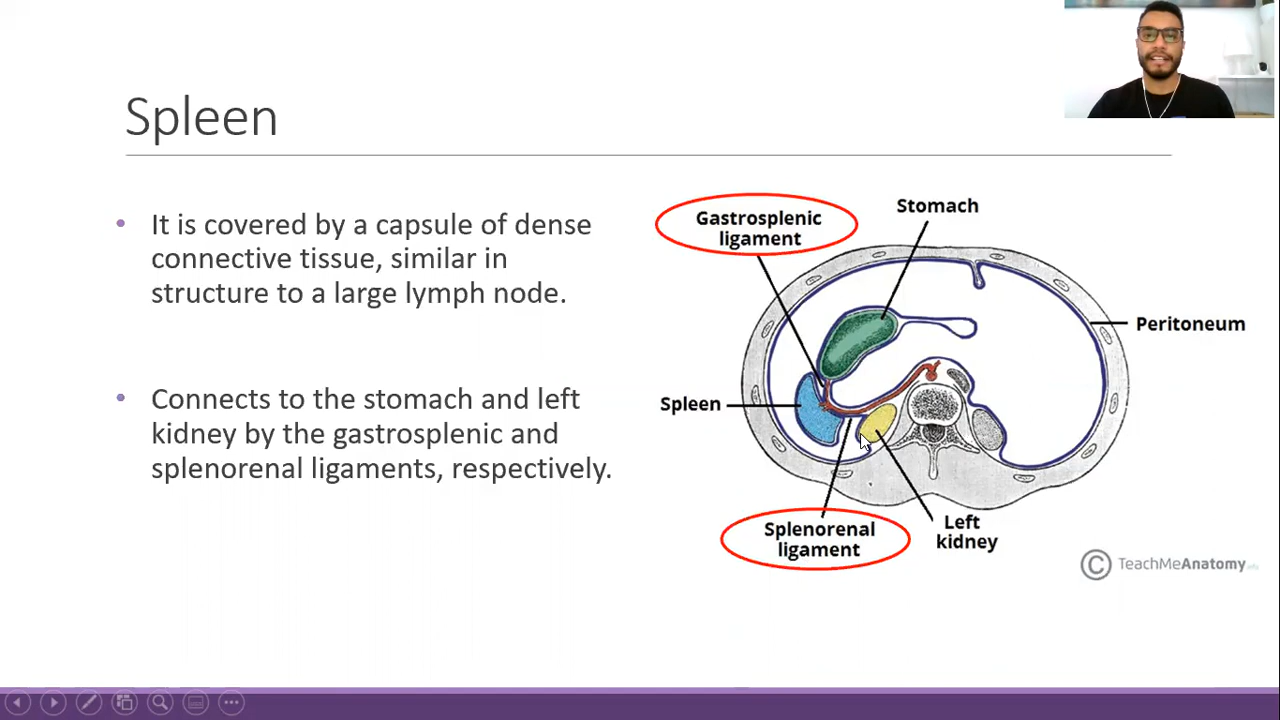 Spleen
• It is covered by a capsule of dense
connective tissue, similar in
structure to a large lymph node.
• Connects to the stomach and left
kidney by the gastrosplenic and
splenorenal ligaments, respectively.
Gastrosplenic
ligament
Stomach
Peritoneum
Spleen
Splenorenal
ligament
Left
kidney
© TeachMeAnatomy